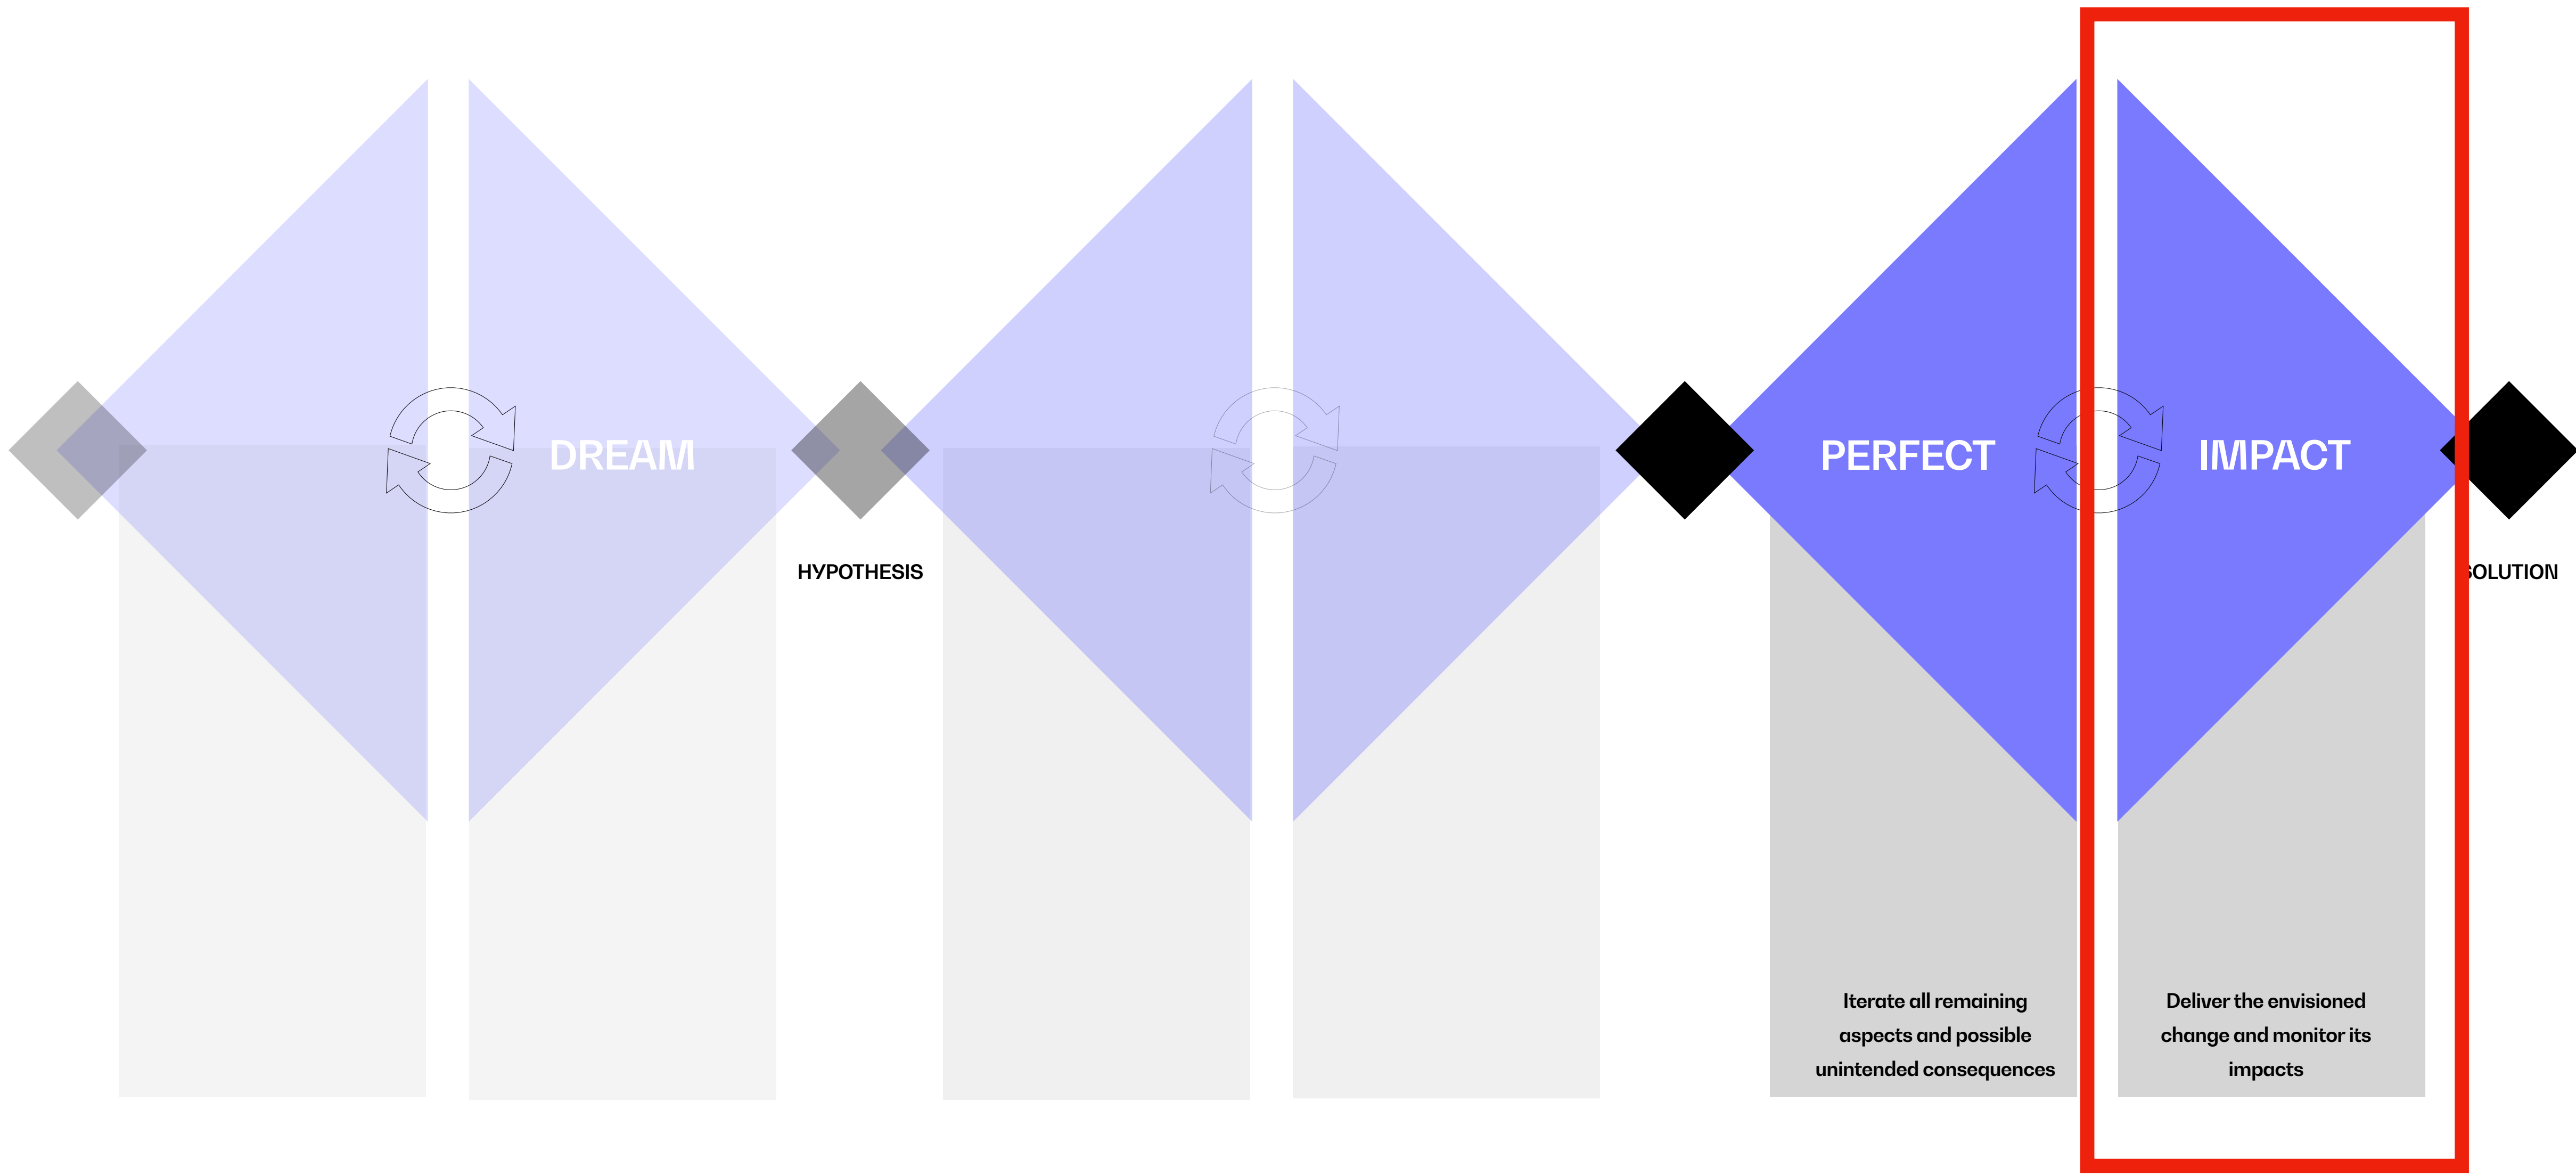 DREAM
PERFECT
IMPACT
HYPOTHESIS
SOLUTION
Iterate all remaining
aspects and possible
unintended consequences
Deliver the envisioned
change and monitor its
impacts